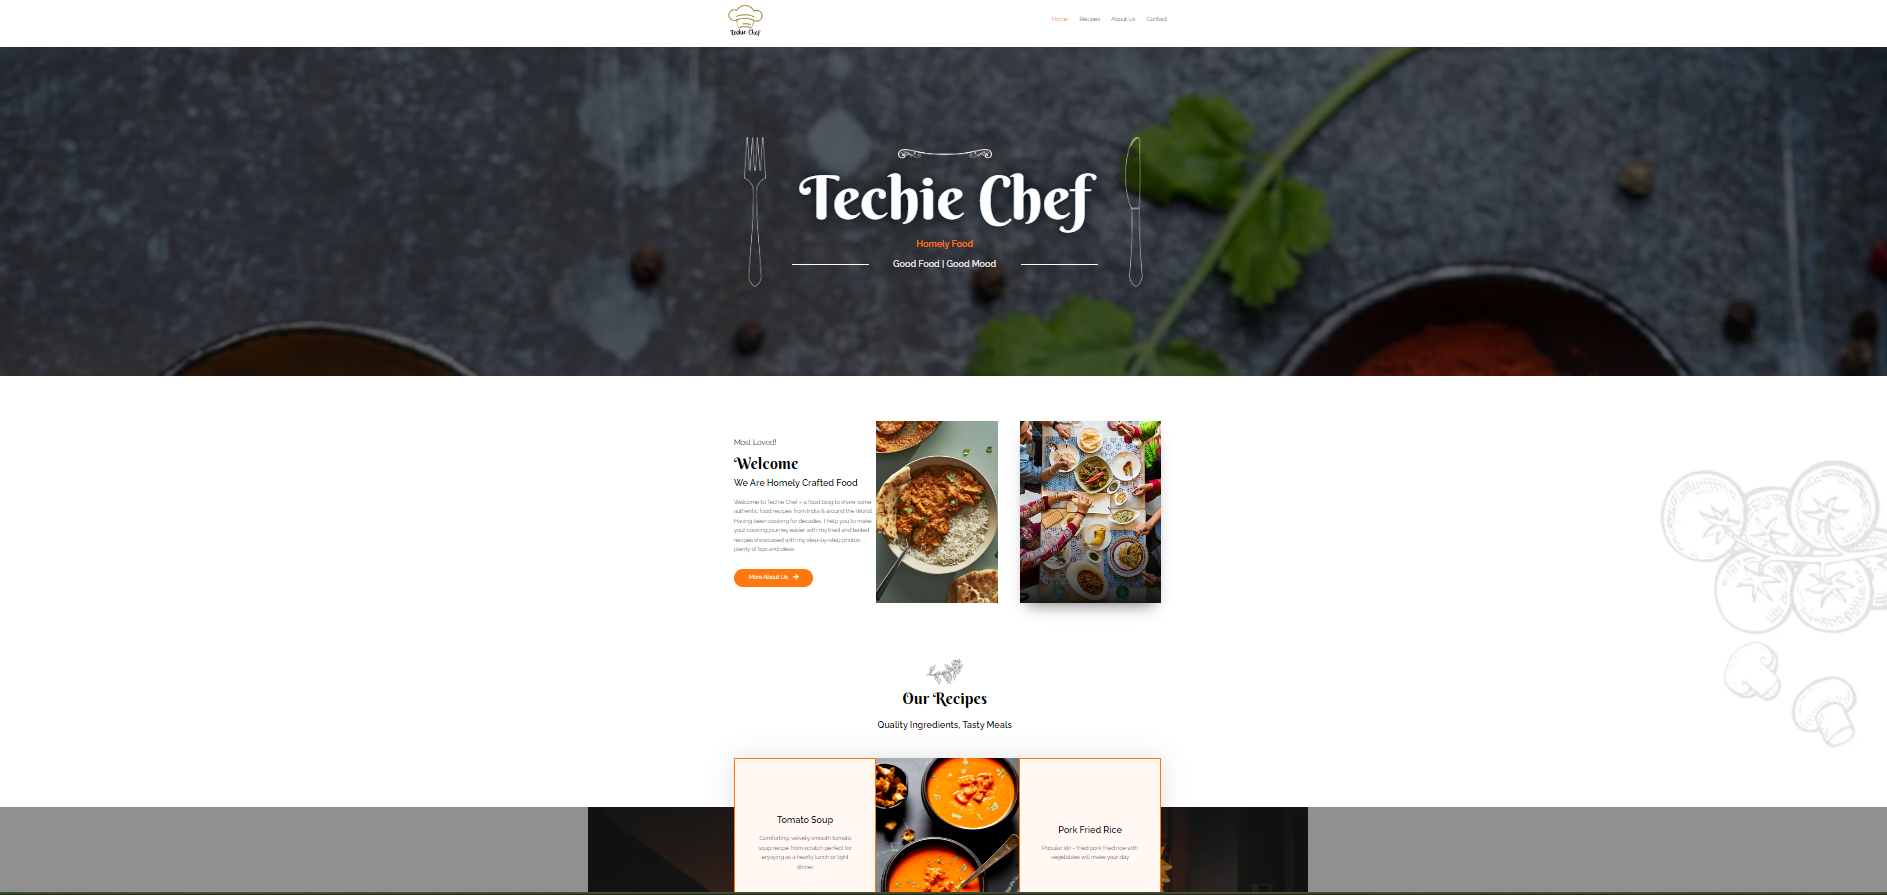 Techie Chef
Home Recipes About Us Contact
Techie Chef
Homely Food
Good Food | Good Mood
Most Loved!
Welcome
We Are Homely Crafted Food
Welcome to Techie Chef – a food blog to share some
authentic food recipes from India & around the World
Having been cooking for decades, I help you to make
your cooking journey easier with my tried and tested
recipes showcased with my step-by-step photos,
plenty of tips and ideas.
More About Us
Our Recipes
Quality Ingredients, Tasty Meals
Tomato Soup
Comforting, velvety smooth tomato
soup recipe from scratch perfect for
enjoying as a hearty lunch or light
dinner
Pork Fried Rice
Popular stir – fried pork fried rice with
vegetables will make your day